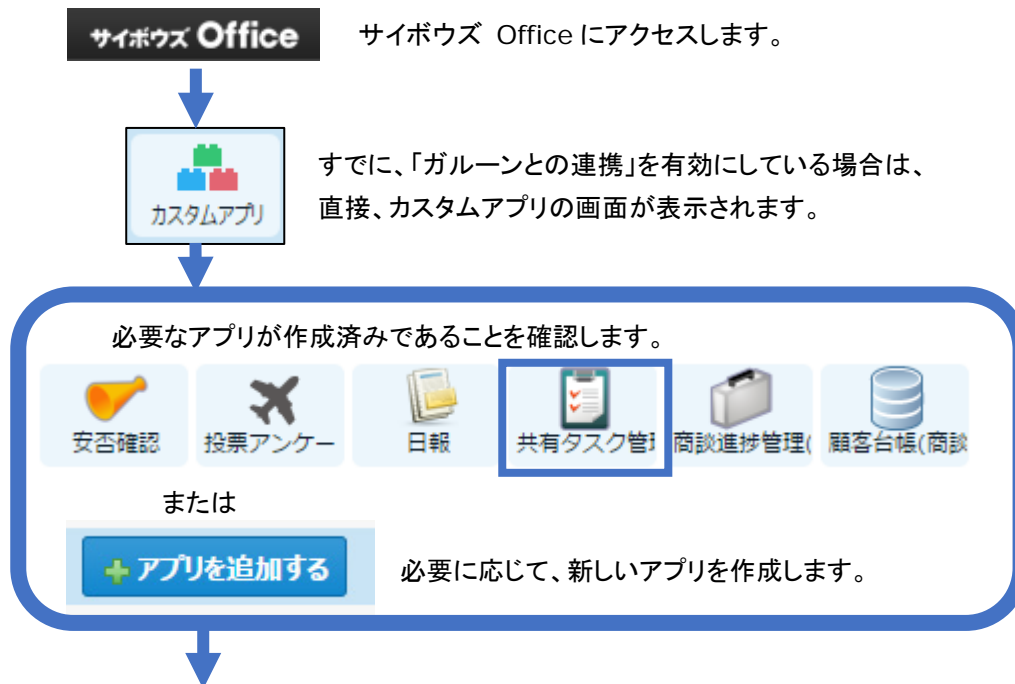 サイボウズ Office
サイボウズ Office にアクセスします。
カスタムアプリ
すでに、「ガルーンとの連携」を有効にしている場合は、
直接、カスタムアプリの画面が表示されます。
必要なアプリが作成済みであることを確認します。
安否確認
投票アンケー
日報
共有タスク管
商談進捗管理(
顧客台帳(商談
または
アプリを追加する
必要に応じて、新しいアプリを作成します。